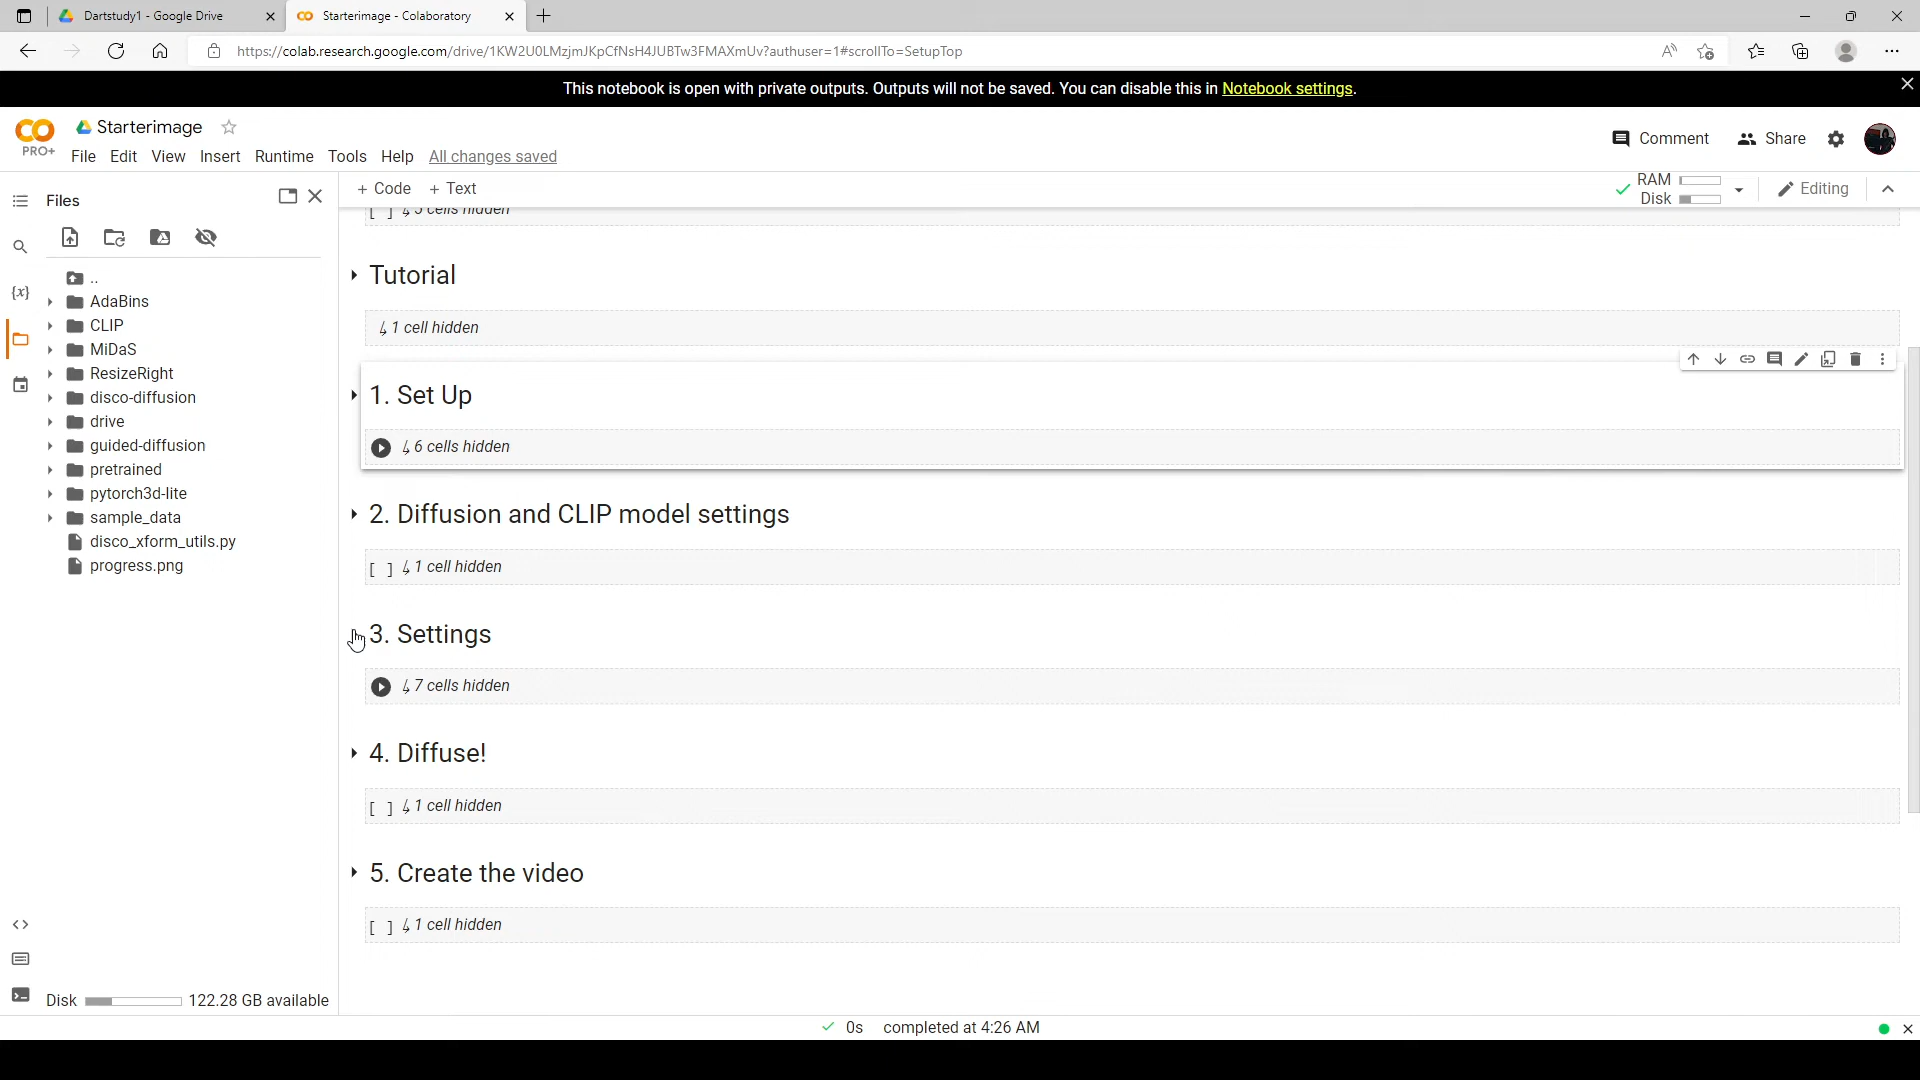 Dartstudy1 - Google Drive
Starterimage - Colaboratory
https://colab.research.google.com/drive/1KW2U0LMzjmJKpCfNsH4JUBTw3FMAXmUv?authuser=1#scrollTo=SetupTop
This notebook is open with private outputs. Outputs will not be saved. You can disable this in Notebook settings.
CO PRO+
Starterimage
Comment
Share
File Edit View Insert Runtime Tools Help All changes saved
Files
+ Code + Text
RAM
Disk
Editing
[ ] ↳ 5 cells hidden
..
AdaBins
CLIP
MiDaS
ResizeRight
disco-diffusion
drive
guided-diffusion
pretrained
pytorch3d-lite
sample_data
disco_xform_utils.py
progress.png
Disk 122.28 GB available
Tutorial
↳ 1 cell hidden
1. Set Up
↳ 6 cells hidden
2. Diffusion and CLIP model settings
[ ] ↳ 1 cell hidden
3. Settings
↳ 7 cells hidden
4. Diffuse!
[ ] ↳ 1 cell hidden
5. Create the video
[ ] ↳ 1 cell hidden
0s completed at 4:26 AM